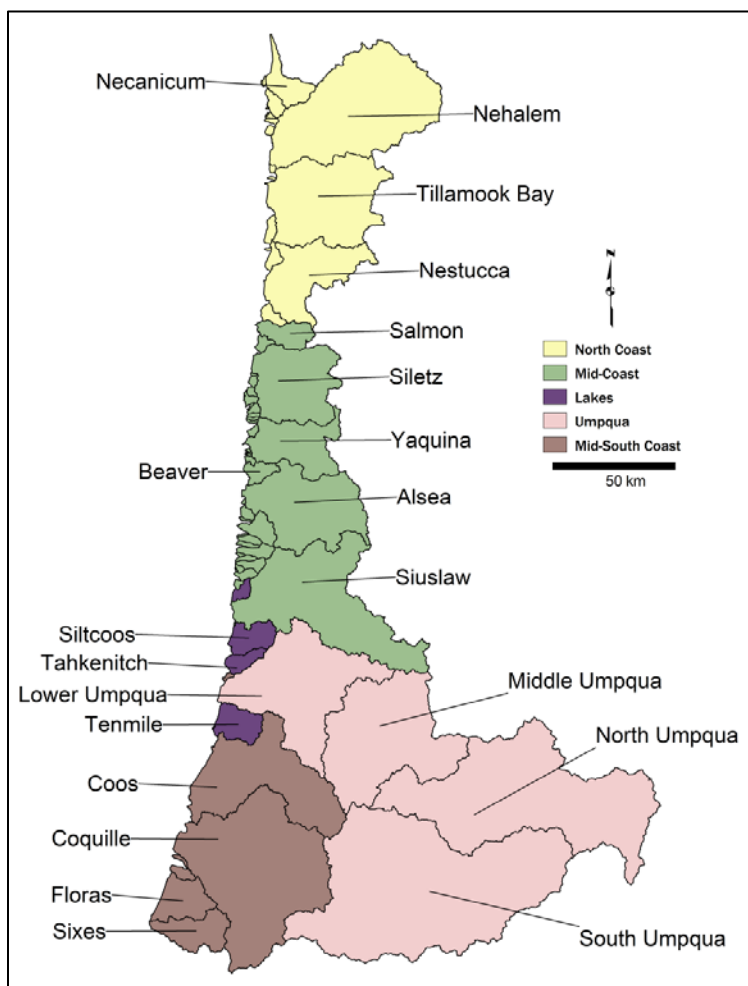 Necanicum
Nehalem
Tillamook Bay
Nestucca
N
Salmon
North Coast
Siletz
Mid-Coast
Lakes
Umpqua
Mid-South Coast
50 km
Yaquina
Beaver
Alsea
Siuslaw
Siltcoos
Tahkenitch
Lower Umpqua
Middle Umpqua
Tenmile
North Umpqua
Coos
Coquille
Floras
Sixes
South Umpqua